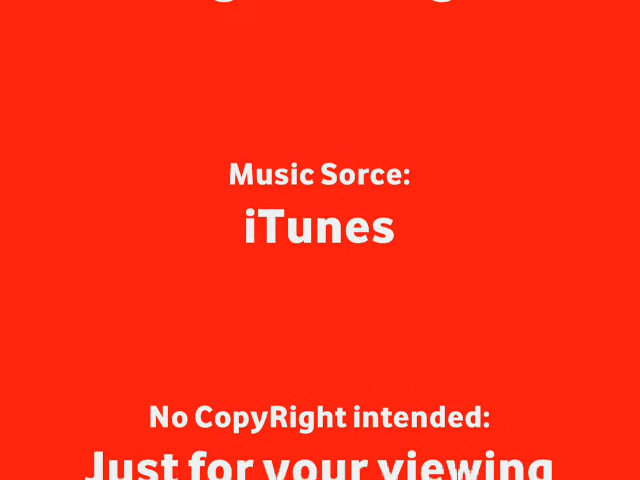 Music Sorce:
iTunes
No CopyRight intended:
Just for your viewing